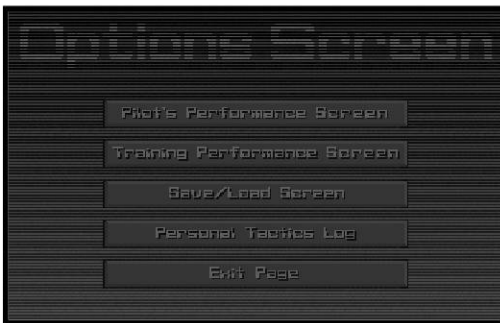 Options Screen
Pilot's Performance Screen
Training Performance Screen
Save/Load Screen
Personal Tactics Log
Exit Page